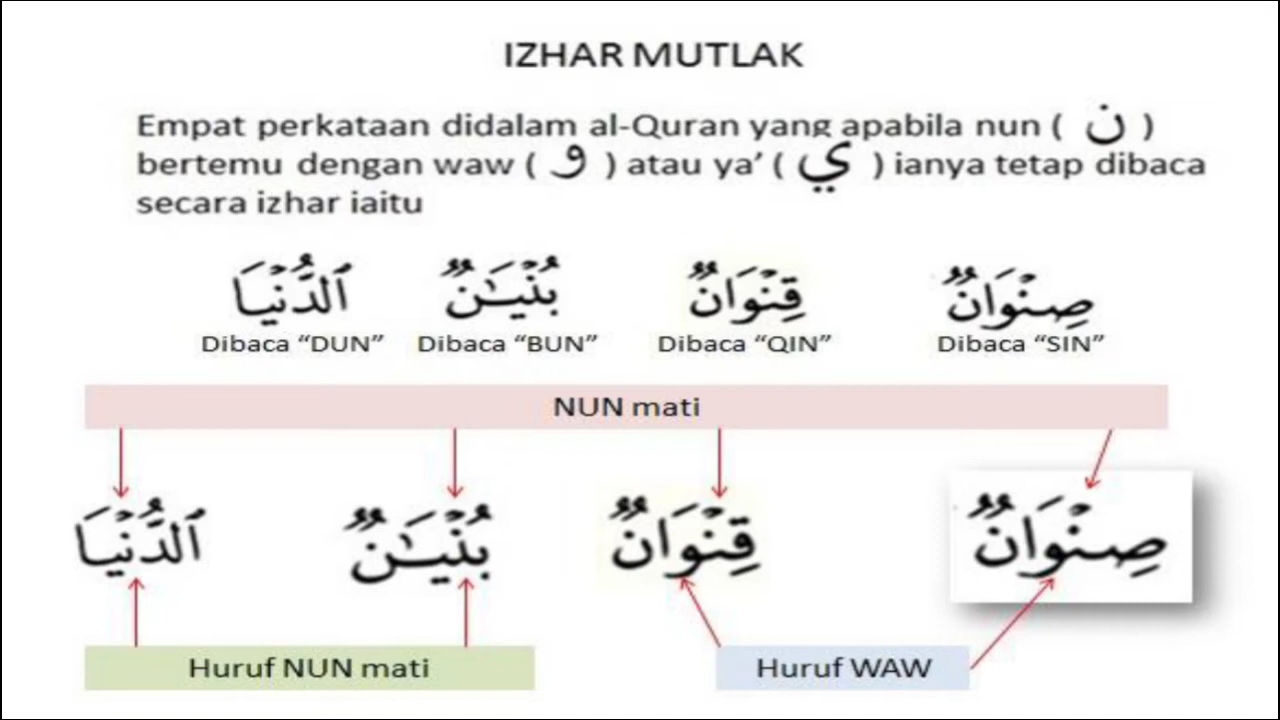 IZHAR MUTLAK
Empat perkataan didalam al-Quran yang apabila nun ( ن )
bertemu dengan waw ( و ) atau ya’ ( ي ) ianya tetap dibaca
secara izhar iaitu
ٱلدُّنۡيَا بُنۡيَـٰنٌ قِنۡوَانٌ صِنۡوَانٌ
Dibaca “DUN” Dibaca “BUN” Dibaca “QIN” Dibaca “SIN”
NUN mati
ٱلدُّنۡيَا بُنۡيَـٰنٌ قِنۡوَانٌ صِنۡوَانٌ
Huruf NUN mati Huruf WAW